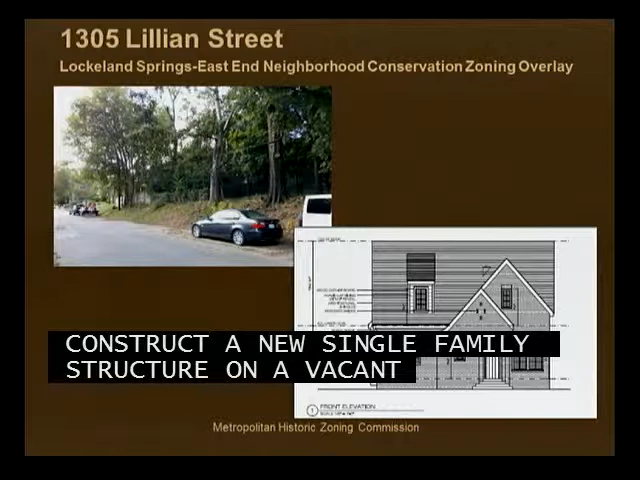 1305 Lillian Street
Lockeland Springs-East End Neighborhood Conservation Zoning Overlay
CONSTRUCT A NEW SINGLE FAMILY
STRUCTURE ON A VACANT
1 FRONT ELEVATION
Metropolitan Historic Zoning Commission